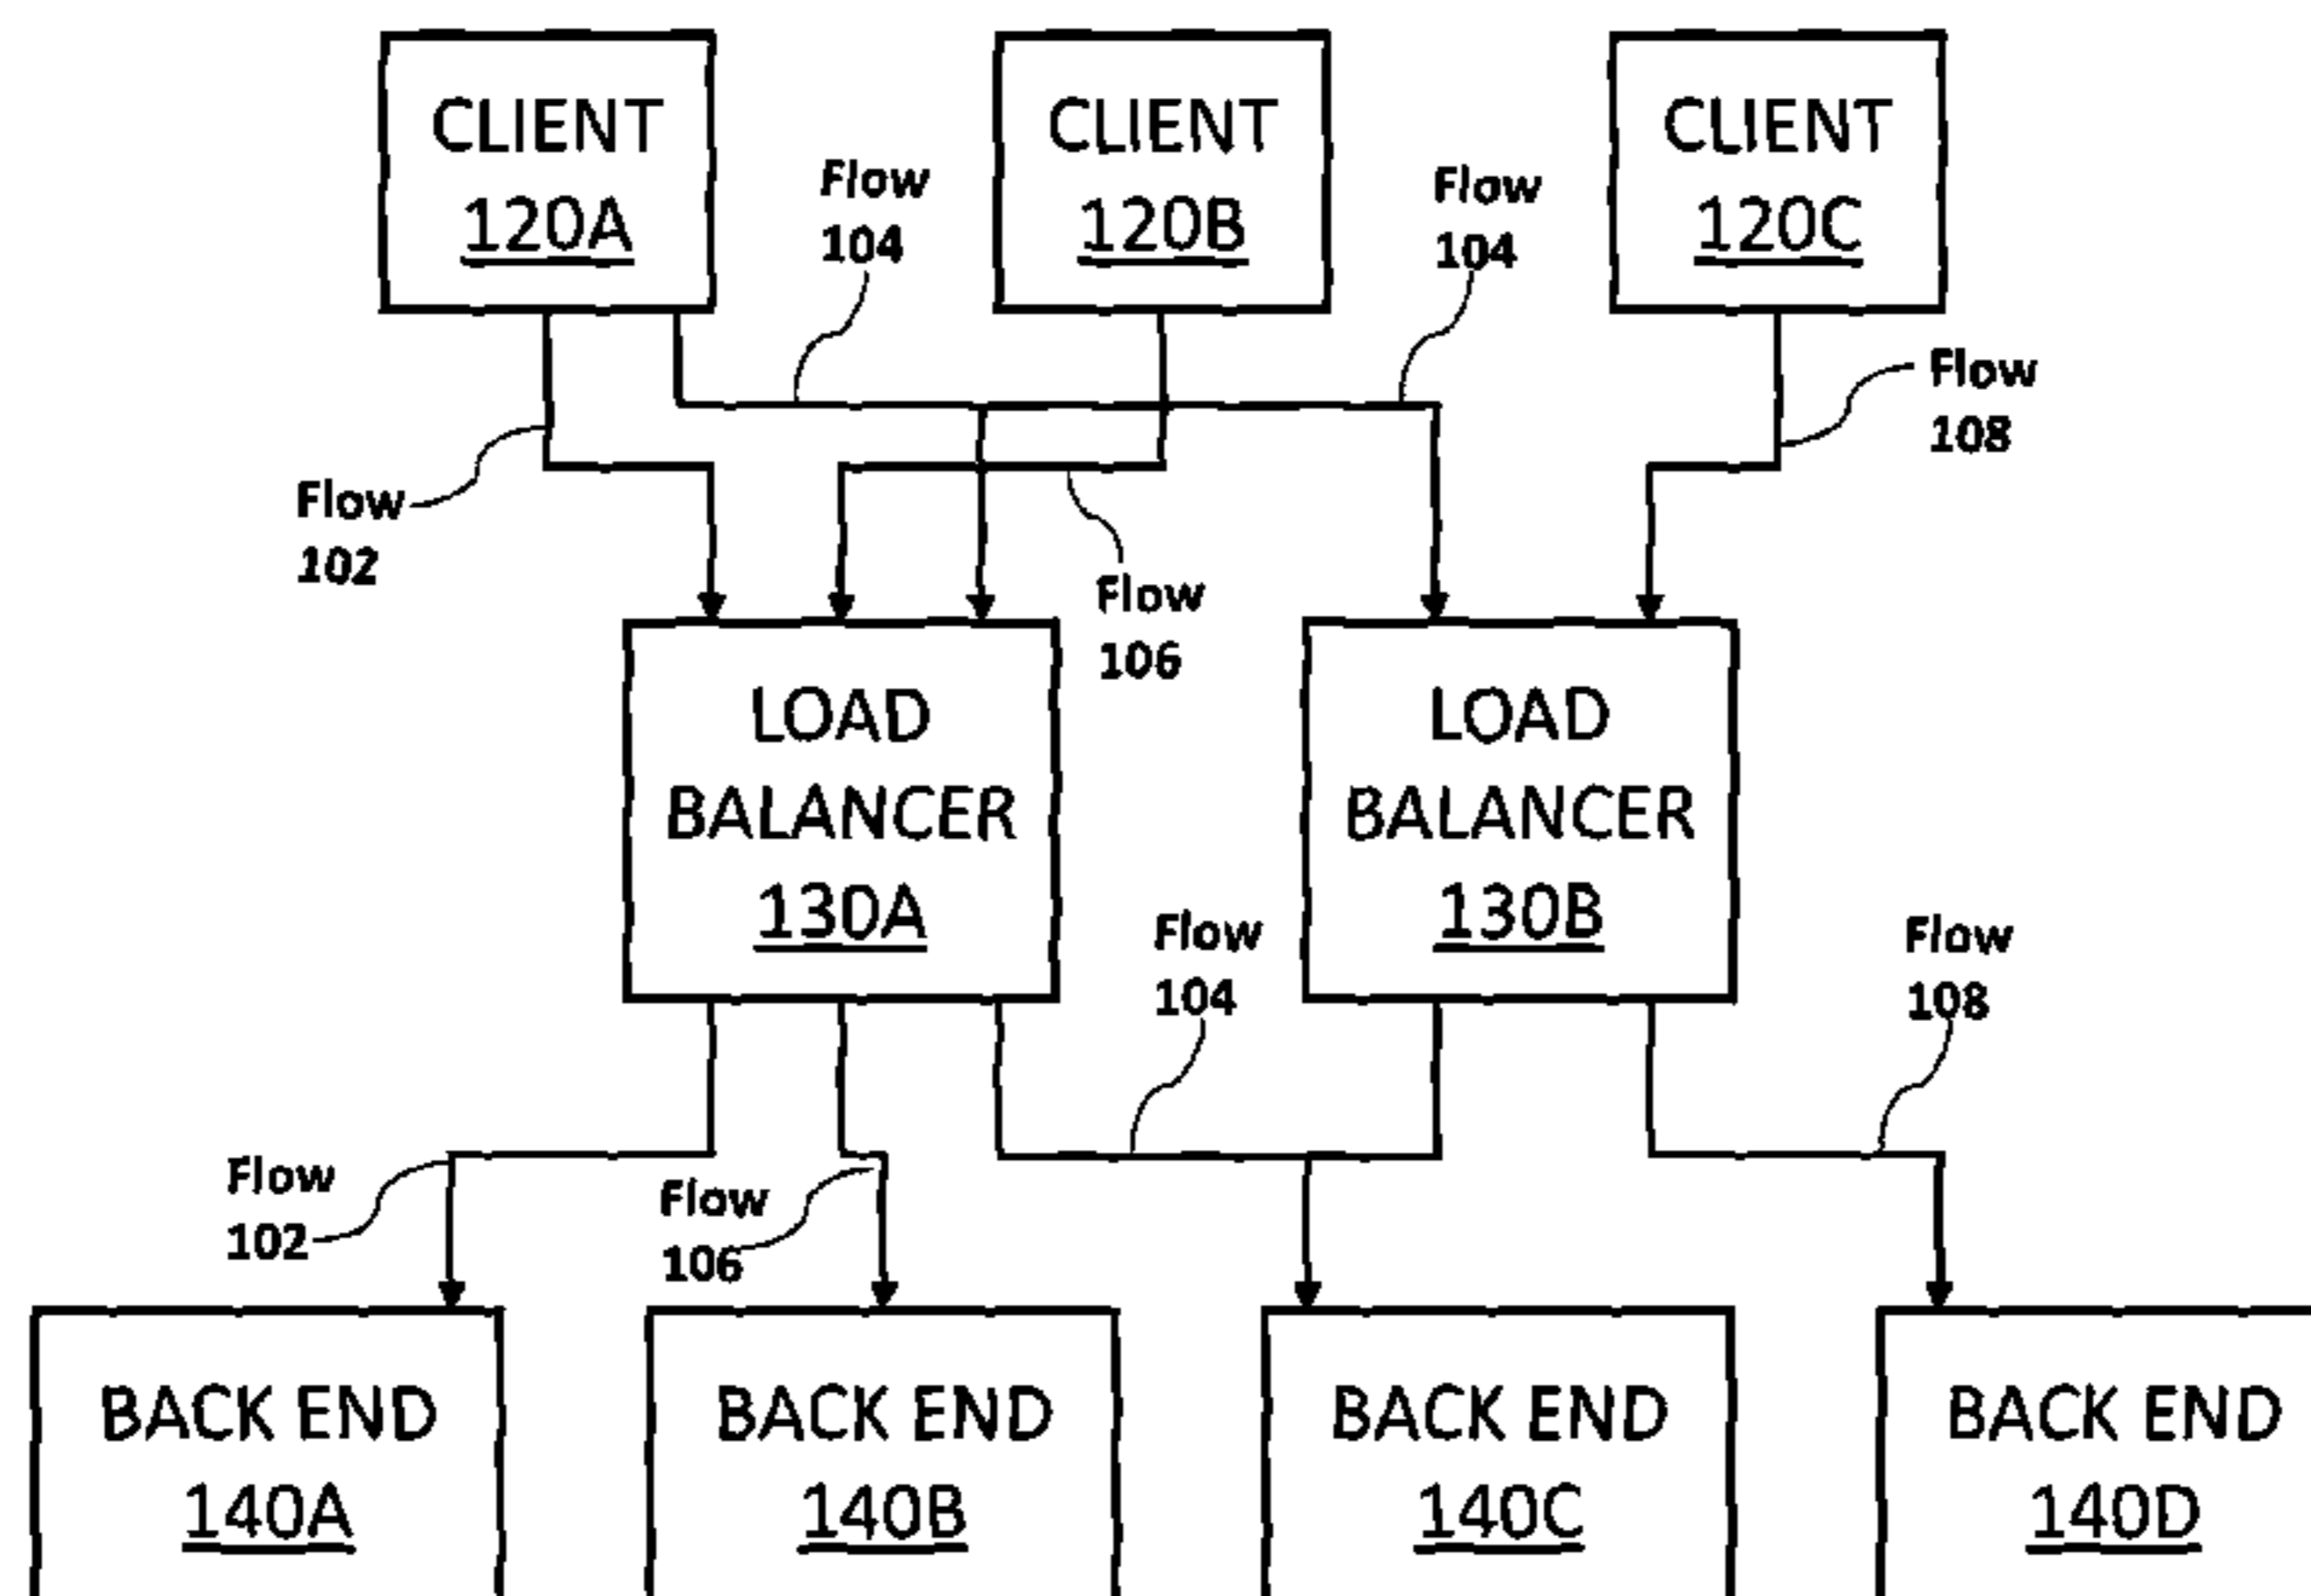 CLIENT
120A
Flow
104
CLIENT
120B
Flow
104
CLIENT
120C
Flow
108
Flow
102
Flow
106
LOAD
BALANCER
130A
LOAD
BALANCER
130B
Flow
104
Flow
108
Flow
102
Flow
106
BACK END
140A
BACK END
140B
BACK END
140C
BACK END
140D